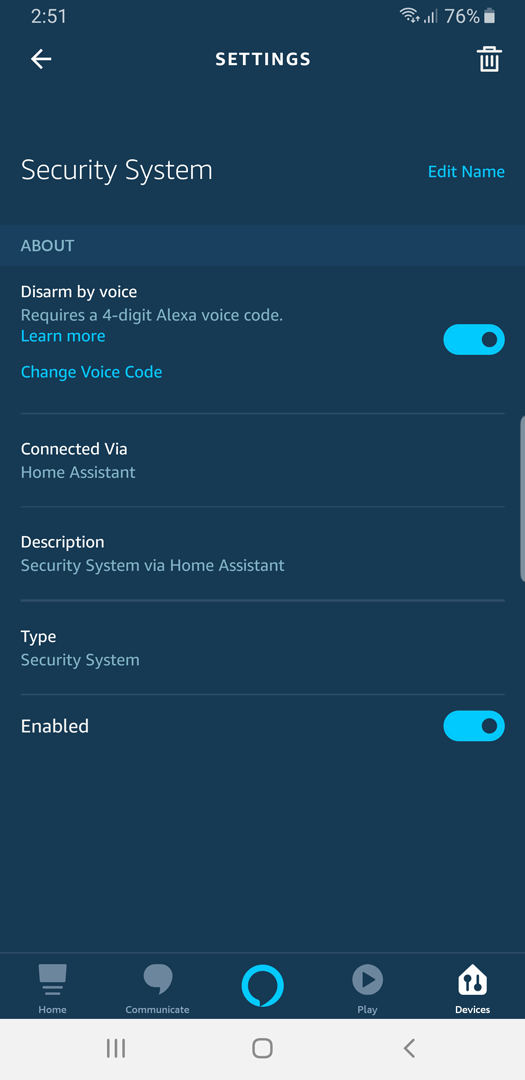 2:51
76%
SETTINGS
Security System
Edit Name
ABOUT
Disarm by voice
Requires a 4-digit Alexa voice code.
Learn more
Change Voice Code
Connected Via
Home Assistant
Description
Security System via Home Assistant
Type
Security System
Enabled
Home
Communicate
Play
Devices